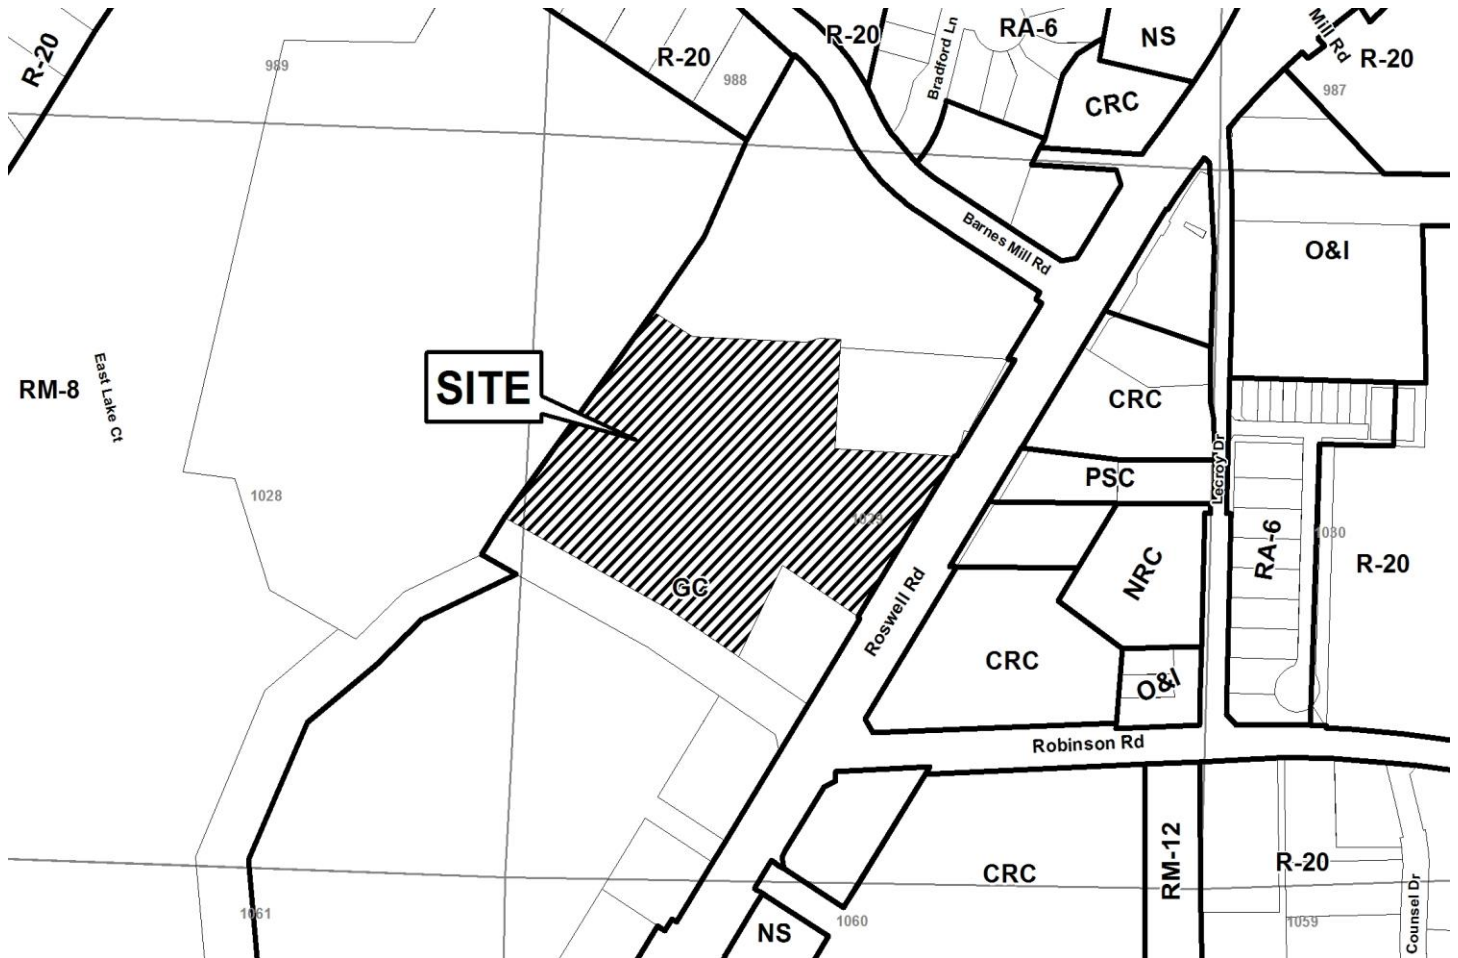 R-20
989
R-20
988
R-20
Bradford Ln
RA-6
NS
CRC
Mill Rd
R-20
987
Barnes Mill Rd
O&I
RM-8
East Lake Ct
SITE
CRC
Lecroy Dr
PSC
1028
1029
1030
RA-6
R-20
NRC
GC
Roswell Rd
CRC
O&I
Robinson Rd
RM-12
R-20
CRC
Counsel Dr
1061
NS
1060
1059